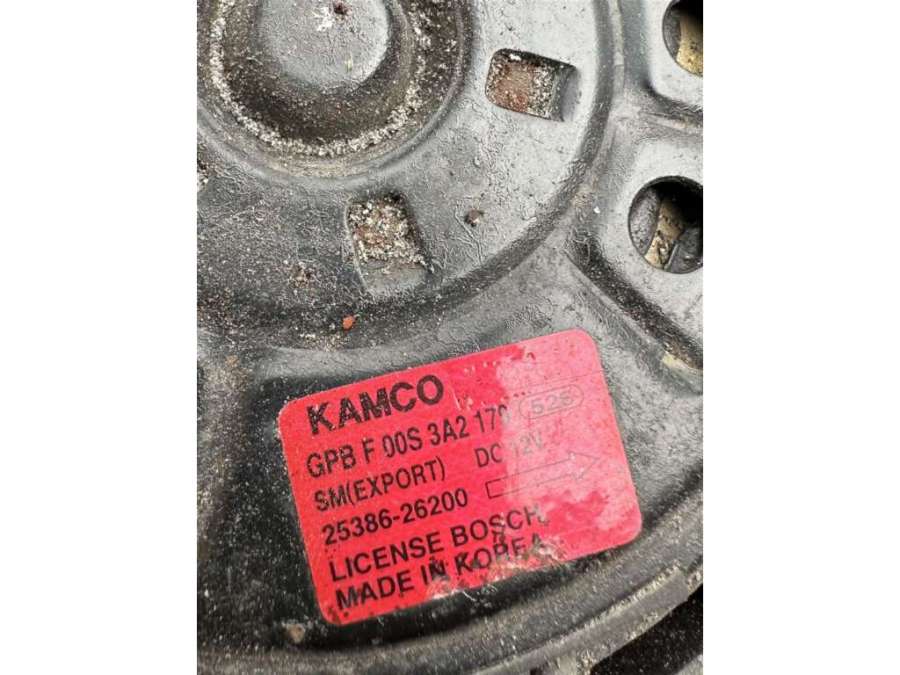 KAMCO
GPB F 00S 3A2 170 526
SM(EXPORT) DC 12V
25386-26200
LICENSE BOSCH,
MADE IN KOREA